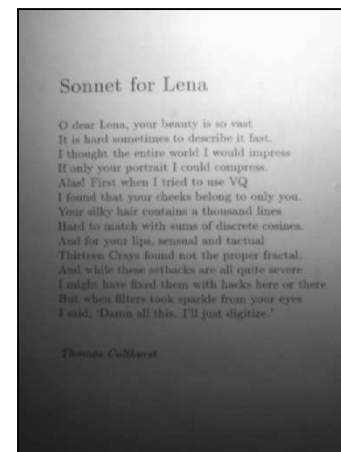 Sonnet for Lena
O dear Lena, your beauty is so vast
It is hard sometimes to describe it fast.
I thought the entire world I would impress
If only your portrait I could compress.
Alas! First when I tried to use VQ
I found that your cheeks belong to only you.
Your silky hair contains a thousand lines
Hard to match with sums of discrete cosines.
And for your lips, sensual and tactual
Thirteen Crays found not the proper fractal.
And while these setbacks are all quite severe
I might have fixed them with hacks here or there
But when filters took sparkle from your eyes
I said, 'Damn all this. I'll just digitize.'
Thomas Colthurst